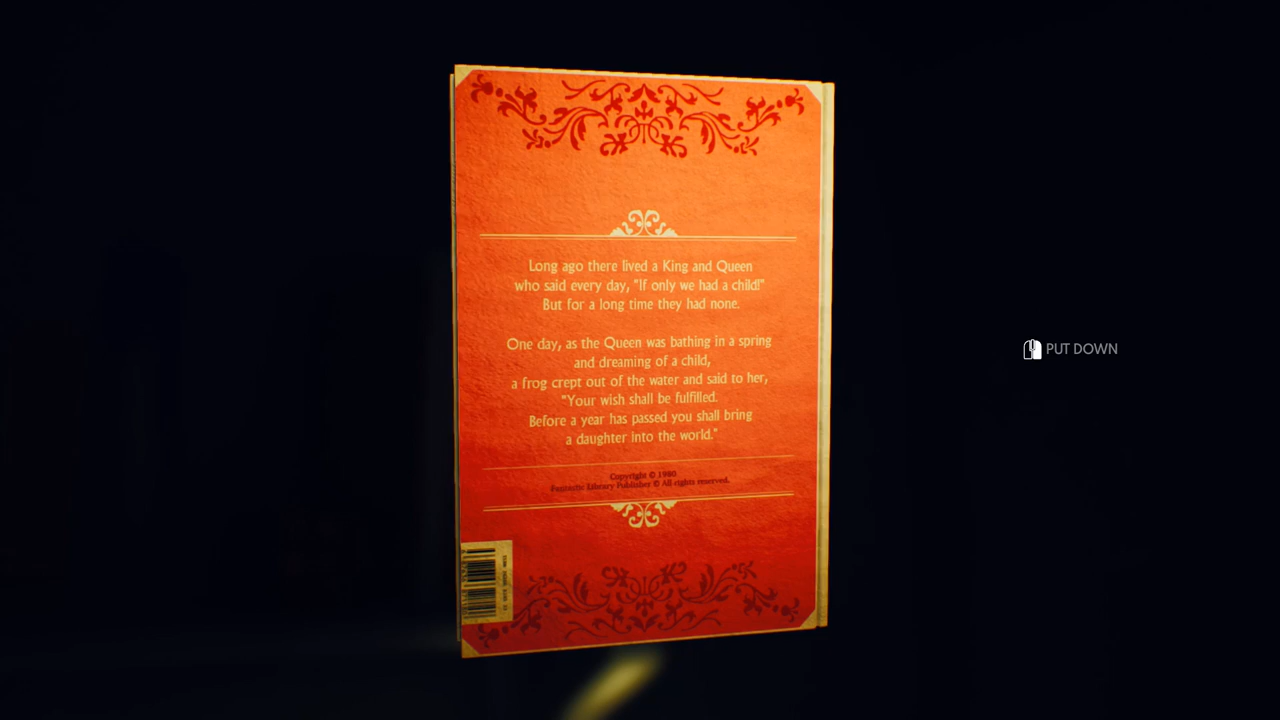 Long ago there lived a King and Queen
who said every day, "If only we had a child!"
But for a long time they had none.
One day, as the Queen was bathing in a spring
and dreaming of a child,
a frog crept out of the water and said to her,
"Your wish shall be fulfilled.
Before a year has passed you shall bring
a daughter into the world."
Copyright © 1980
Fantastic Library Publisher © All rights reserved.
PUT DOWN